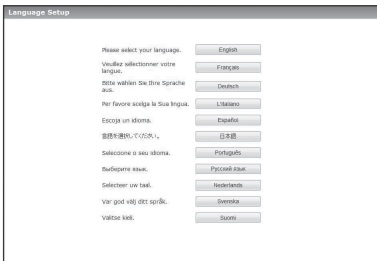 Language Setup
Please select your language. English
Veuillez sélectionner votre
langue. Français
Bitte wählen Sie Ihre Sprache
aus. Deutsch
Per favore scelga la Sua lingua. L'italiano
Escoja un idioma. Español
言語を選択してください。 日本語
Seleccione o seu idioma. Português
Выберите язык. Русский язык
Selecteer uw taal. Nederlands
Var god välj ditt språk. Svenska
Valitse kieli. Suomi